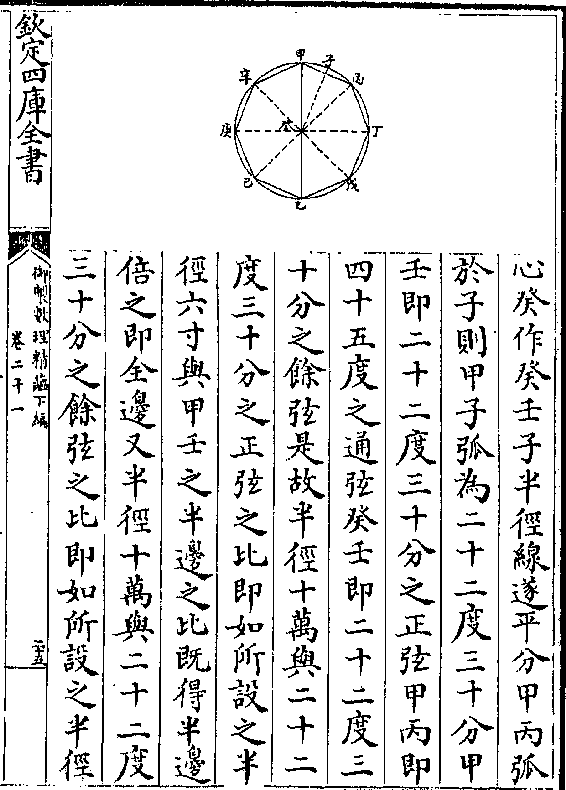 心癸作癸壬子半徑線遂平分甲丙弧
於子則甲子弧為二十二度三十分甲
壬即二十二度三十分之正弦甲丙即
四十五度之通弦癸壬即二十二度三
十分之餘弦是故半徑十萬與二十二
度三十分之正弦之比即如所設之半
徑六寸與甲壬之半邊之比既得半邊
倍之即全邊又半徑十萬與二十二度
三十分之餘弦之比即如所設之半徑
甲
子
丙
丁
戊
乙
己
庚
辛
癸
欽定四庫全書
御製數理精蘊下編
卷二十一
二十五